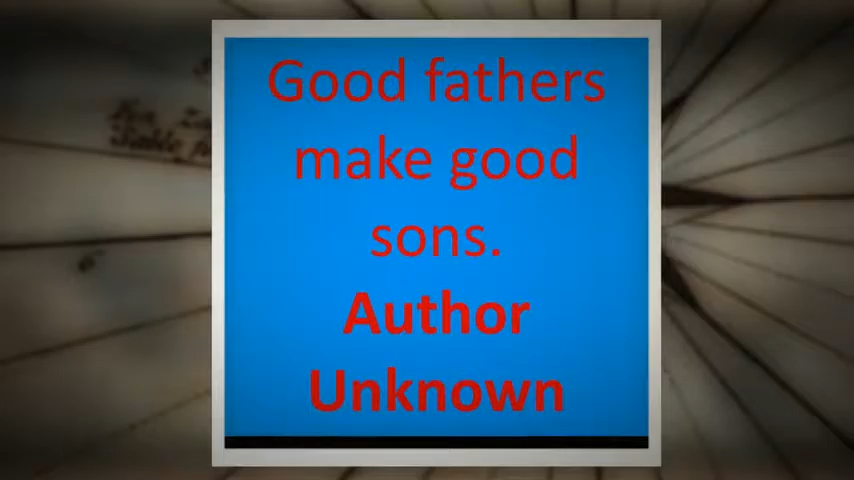 Good fathers
make good
sons.
Author
Unknown